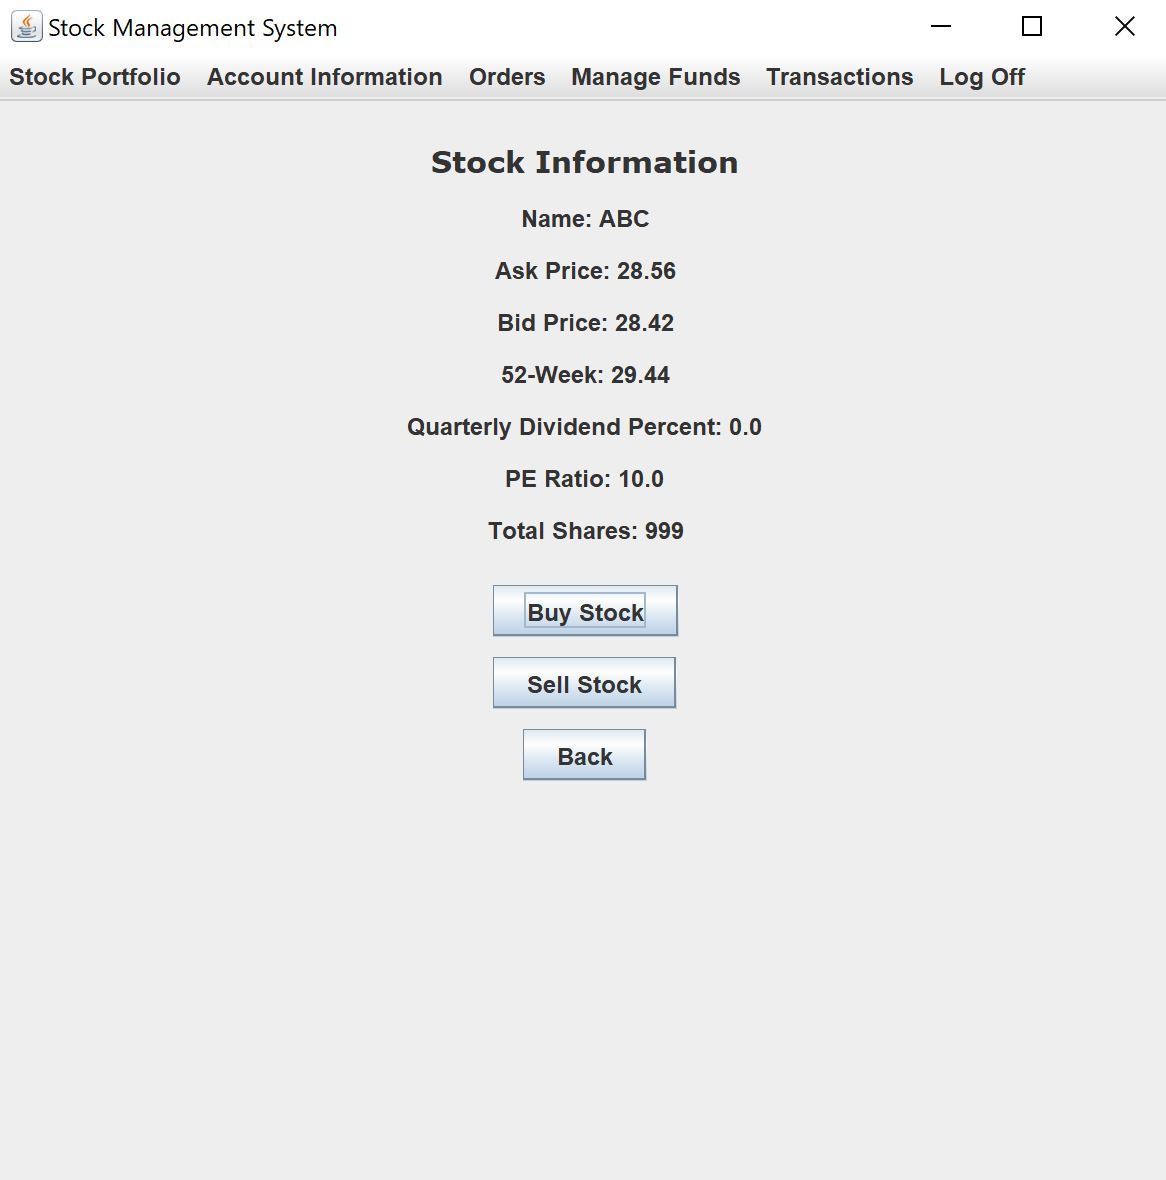 Stock Management System
Stock Portfolio Account Information Orders Manage Funds Transactions Log Off
Stock Information
Name: ABC
Ask Price: 28.56
Bid Price: 28.42
52-Week: 29.44
Quarterly Dividend Percent: 0.0
PE Ratio: 10.0
Total Shares: 999
Buy Stock
Sell Stock
Back